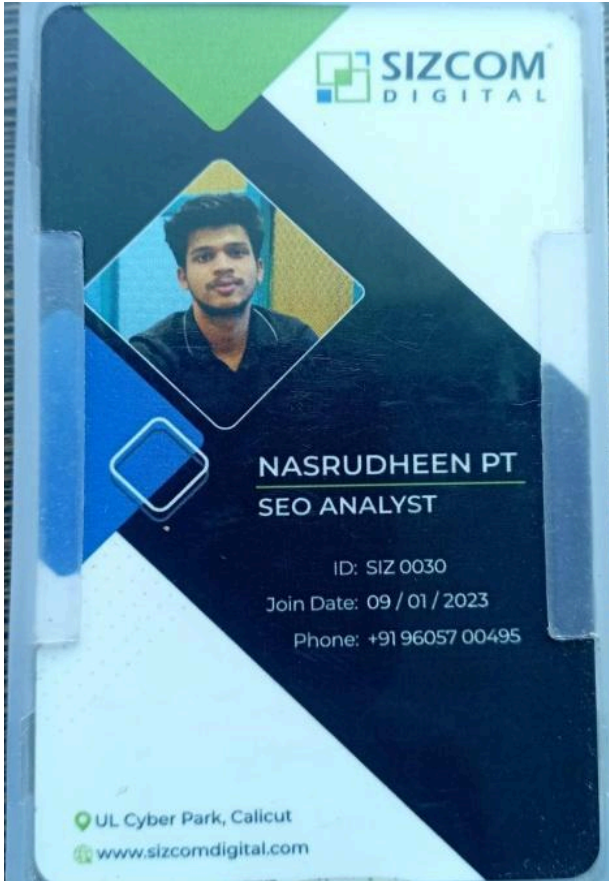 SIZCOM
DIGITAL
NASRUDHEEN PT
SEO ANALYST
ID: SIZ 0030
Join Date: 09 / 01 / 2023
Phone: +91 96057 00495
UL Cyber Park, Calicut
www.sizcomdigital.com